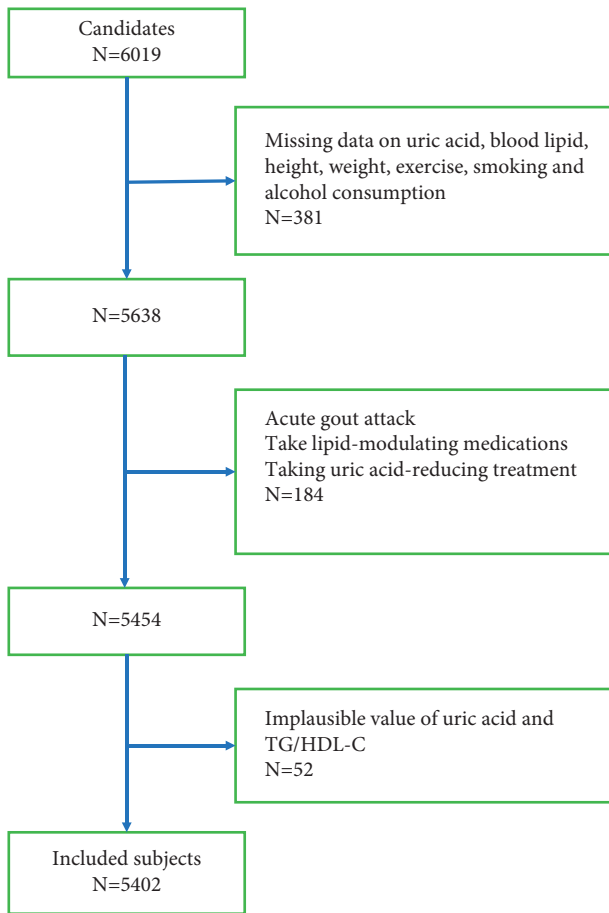 Candidates
N=6019
Missing data on uric acid, blood lipid,
height, weight, exercise, smoking and
alcohol consumption
N=381
N=5638
Acute gout attack
Take lipid-modulating medications
Taking uric acid-reducing treatment
N=184
N=5454
Implausible value of uric acid and
TG/HDL-C
N=52
Included subjects
N=5402